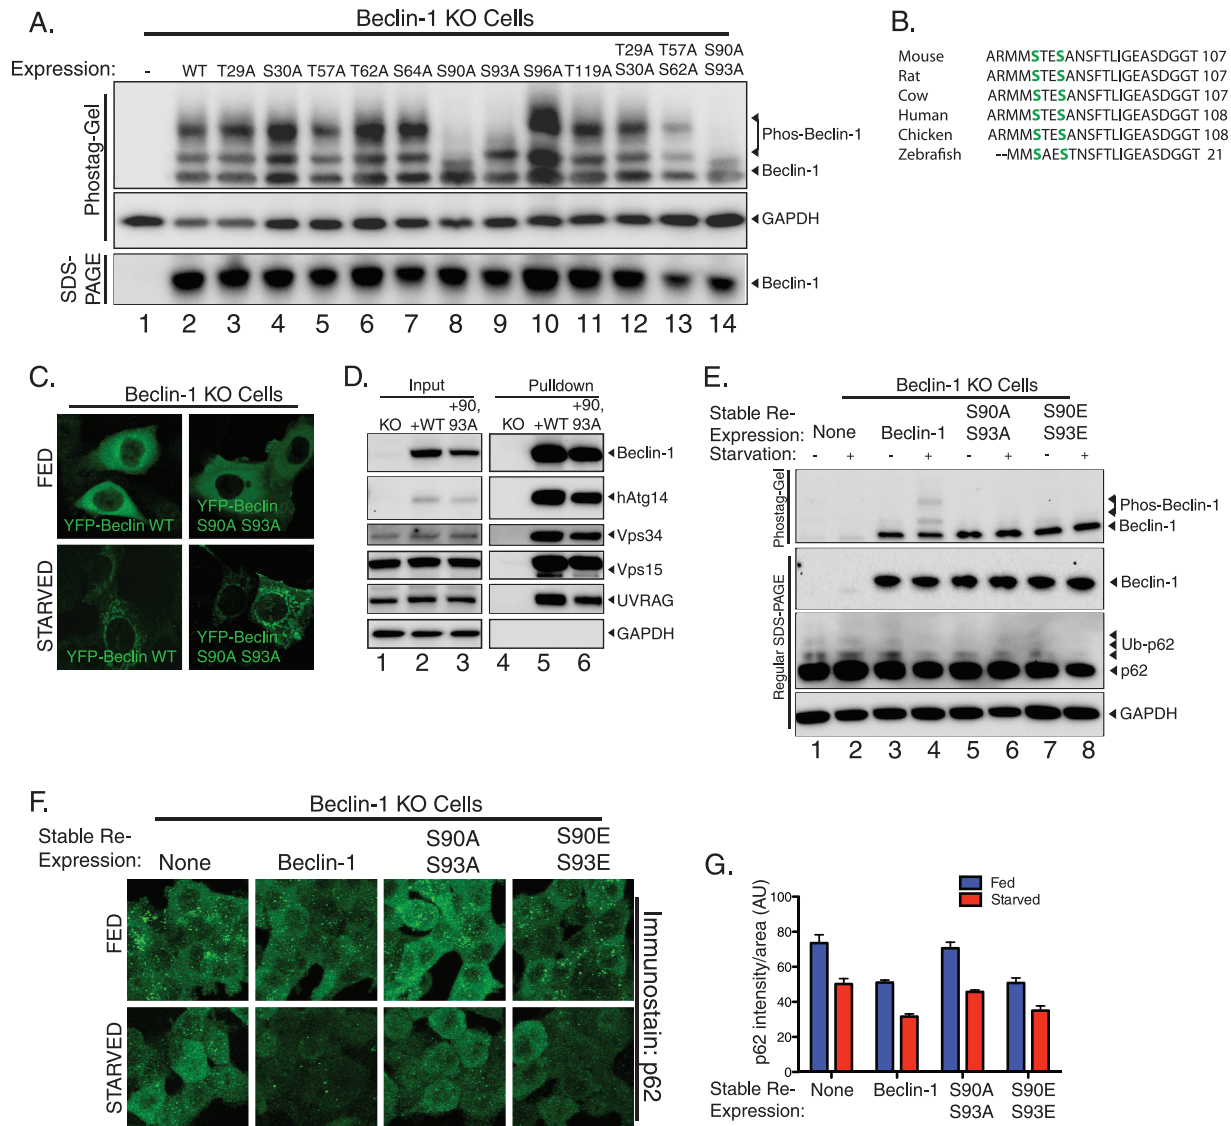 A.
Beclin-1 KO Cells
Expression: - WT T29A S30A T57A T62A S64A S90A S93A S96A T119A T29A S30A T57A S62A S90A S93A
Phostag-Gel
Phos-Beclin-1
Beclin-1
GAPDH
SDS-PAGE
Beclin-1
1 2 3 4 5 6 7 8 9 10 11 12 13 14
B.
Mouse ARMMSTESANSFTLIGEASDGGT 107
Rat ARMMSTESANSFTLIGEASDGGT 107
Cow ARMMSTESANSFTLIGEASDGGT 107
Human ARMMSTESANSFTLIGEASDGGT 108
Chicken ARMMSTESANSFTLIGEASDGGT 108
Zebrafish --MMSAESTNSFTLIGEASDGGT 21
C.
Beclin-1 KO Cells
FED
YFP-Beclin WT
YFP-Beclin
S90A S93A
STARVED
YFP-Beclin WT
YFP-Beclin
S90A S93A
D.
Input Pulldown
KO +WT +90, 93A KO +WT +90, 93A
Beclin-1
hAtg14
Vps34
Vps15
UVRAG
GAPDH
1 2 3 4 5 6
E.
Beclin-1 KO Cells
Stable Re-Expression: None Beclin-1 S90A S93A S90E S93E
Starvation: - + - + - + - +
Phostag-Gel
Phos-Beclin-1
Beclin-1
Regular SDS-PAGE
Beclin-1
Ub-p62
p62
GAPDH
1 2 3 4 5 6 7 8
F.
Beclin-1 KO Cells
Stable Re-Expression: None Beclin-1 S90A S93A S90E S93E
FED
STARVED
Immunostain: p62
G.
p62 intensity/area (AU)
100
80
60
40
20
0
Fed
Starved
Stable Re-Expression: None Beclin-1 S90A S93A S90E S93E